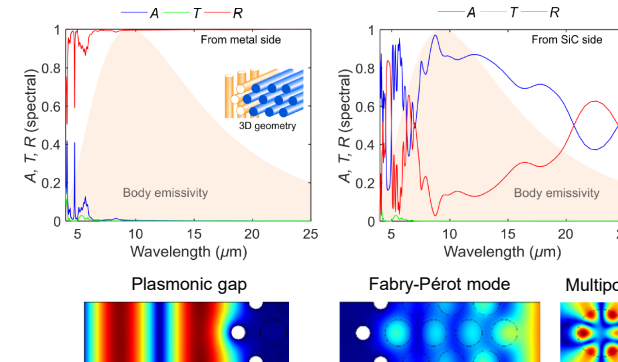 A T R
A T R
From metal side
From SiC side
3D geometry
Body emissivity
Body emissivity
A, T, R (spectral)
A, T, R (spectral)
1
0.8
0.6
0.4
0.2
0
1
0.8
0.6
0.4
0.2
0
5 10 15 20 25
5 10 15 20
Wavelength (μm)
Wavelength (μm)
Plasmonic gap
Fabry-Pérot mode